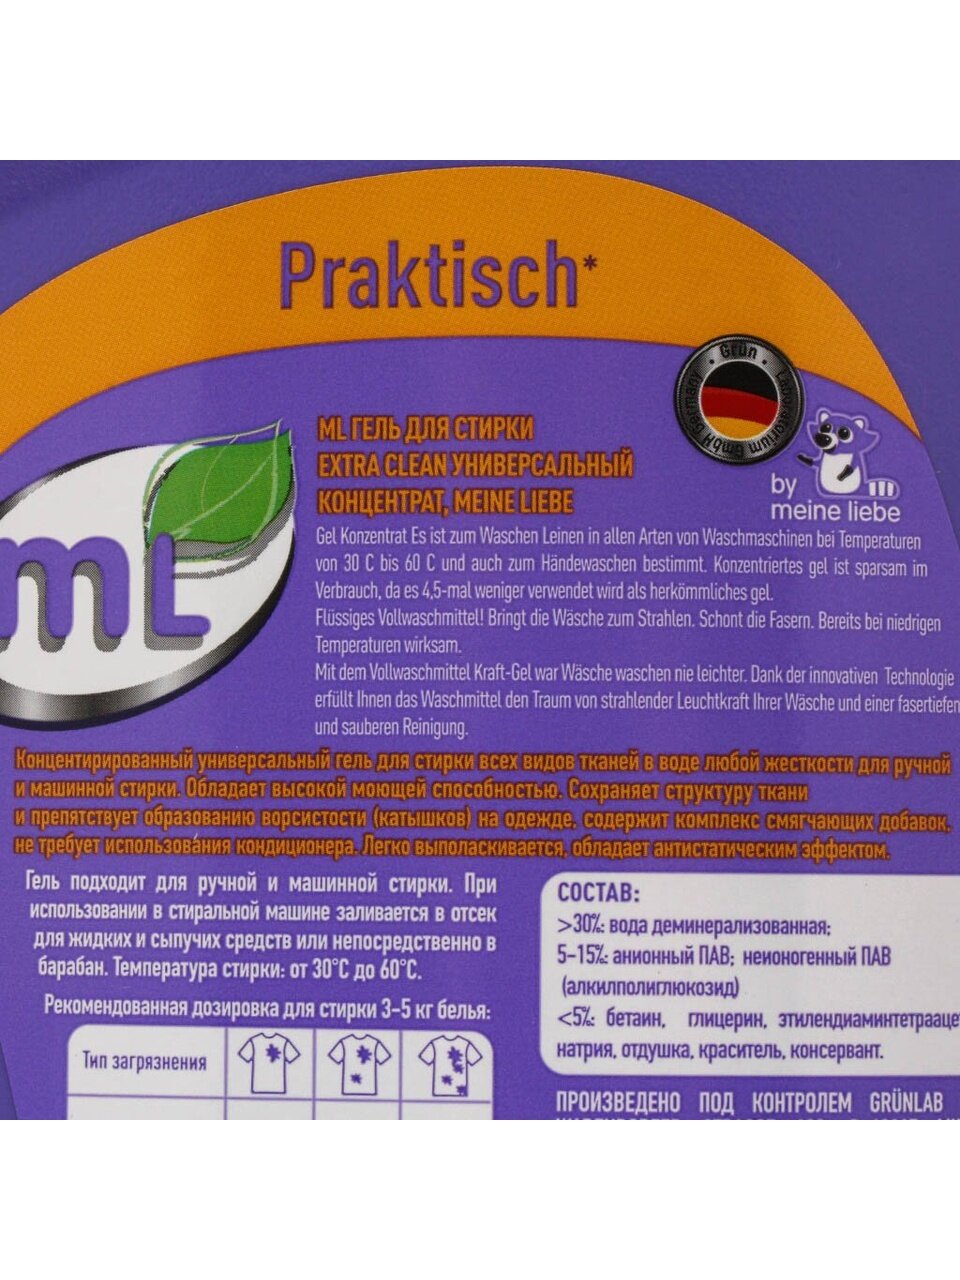 Praktisch*
Grün Laboratorium GmbH Germany
ML ГЕЛЬ ДЛЯ СТИРКИ
EXTRA CLEAN УНИВЕРСАЛЬНЫЙ
КОНЦЕНТРАТ, MEINE LIEBE
by
meine liebe
mL
Gel Konzentrat Es ist zum Waschen Leinen in allen Arten von Waschmaschinen bei Temperaturen
von 30 C bis 60 C und auch zum Händewaschen bestimmt. Konzentriertes gel ist sparsam im
Verbrauch, da es 4,5-mal weniger verwendet wird als herkömmliches gel.
Flüssiges Vollwaschmittel! Bringt die Wäsche zum Strahlen. Schont die Fasern. Bereits bei niedrigen
Temperaturen wirksam.
Mit dem Vollwaschmittel Kraft-Gel war Wäsche waschen nie leichter. Dank der innovativen Technologie
erfüllt Ihnen das Waschmittel den Traum von strahlender Leuchtkraft Ihrer Wäsche und einer fasertiefen
und sauberen Reinigung.
Концентрированный универсальный гель для стирки всех видов тканей в воде любой жесткости для ручной
и машинной стирки. Обладает высокой моющей способностью. Сохраняет структуру ткани
и препятствует образованию ворсистости (катышков) на одежде, содержит комплекс смягчающих добавок,
не требует использования кондиционера. Легко выполаскивается, обладает антистатическим эффектом.
Гель подходит для ручной и машинной стирки. При
использовании в стиральной машине заливается в отсек
для жидких и сыпучих средств или непосредственно в
барабан. Температура стирки: от 30°С до 60°С.
Рекомендованная дозировка для стирки 3-5 кг белья:
Тип загрязнения
СОСТАВ:
>30%: вода деминерализованная;
5-15%: анионный ПАВ; неионогенный ПАВ
(алкилполиглюкозид)
<5%: бетаин, глицерин, этилендиаминтетраацет
натрия, отдушка, краситель, консервант.
ПРОИЗВЕДЕНО ПОД КОНТРОЛЕМ GRÜNLAB